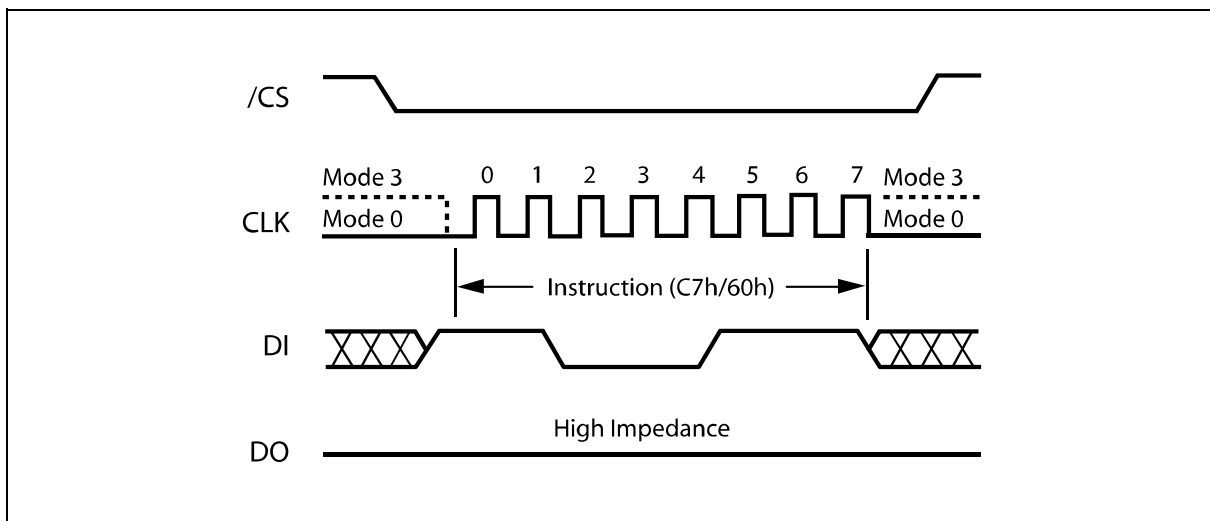 /CS
Mode 3 0 1 2 3 4 5 6 7 Mode 3
CLK Mode 0 Mode 0
Instruction (C7h/60h)
DI
High Impedance
DO